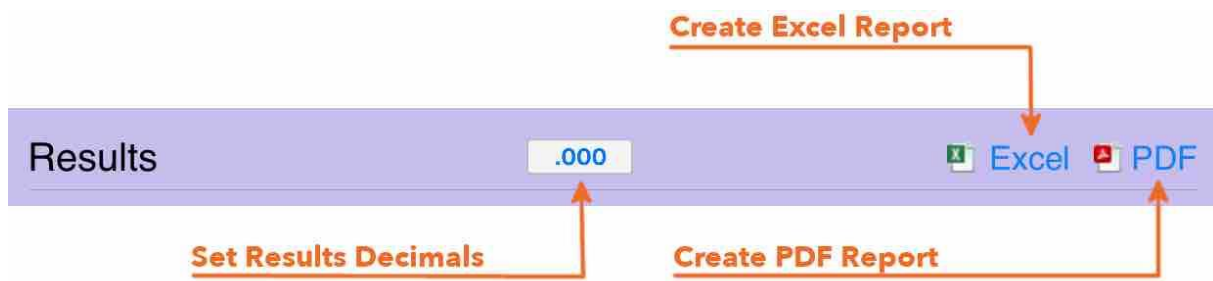 Create Excel Report
Results .000 Excel PDF
Set Results Decimals Create PDF Report